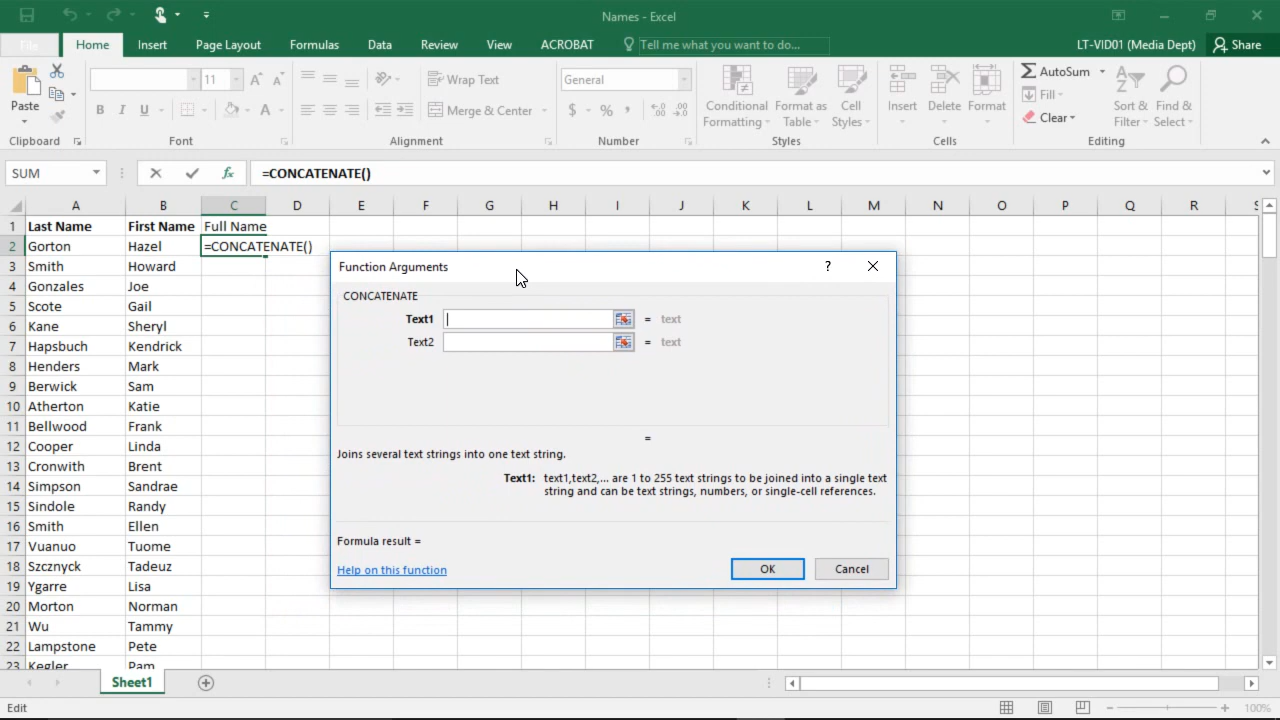 Names - Excel
File Home Insert Page Layout Formulas Data Review View ACROBAT Tell me what you want to do... LT-VID01 (Media Dept) Share
Paste
Clipboard
11
B I U
Font
Wrap Text
Merge & Center
Alignment
General
$ % ,
Number
Conditional Formatting
Format as Table
Cell Styles
Styles
Insert Delete Format
Cells
AutoSum
Fill
Clear
Sort & Filter
Find & Select
Editing
SUM fx =CONCATENATE()
A B C D E F G H I J K L M N O P Q R S
1 Last Name First Name Full Name
2 Gorton Hazel =CONCATENATE()
3 Smith Howard
4 Gonzales Joe
5 Scote Gail
6 Kane Sheryl
7 Hapsbuch Kendrick
8 Henders Mark
9 Berwick Sam
10 Atherton Katie
11 Bellwood Frank
12 Cooper Linda
13 Cronwith Brent
14 Simpson Sandrae
15 Sindole Randy
16 Smith Ellen
17 Vuanuo Tuome
18 Szcznyck Tadeuz
19 Ygarre Lisa
20 Morton Norman
21 Wu Tammy
22 Lampstone Pete
23 Kegler Pam
Function Arguments ?
CONCATENATE
Text1 = text
Text2 = text
=
Joins several text strings into one text string.
Text1: text1,text2,... are 1 to 255 text strings to be joined into a single text
string and can be text strings, numbers, or single-cell references.
Formula result =
Help on this function OK Cancel
Sheet1
Edit 100%